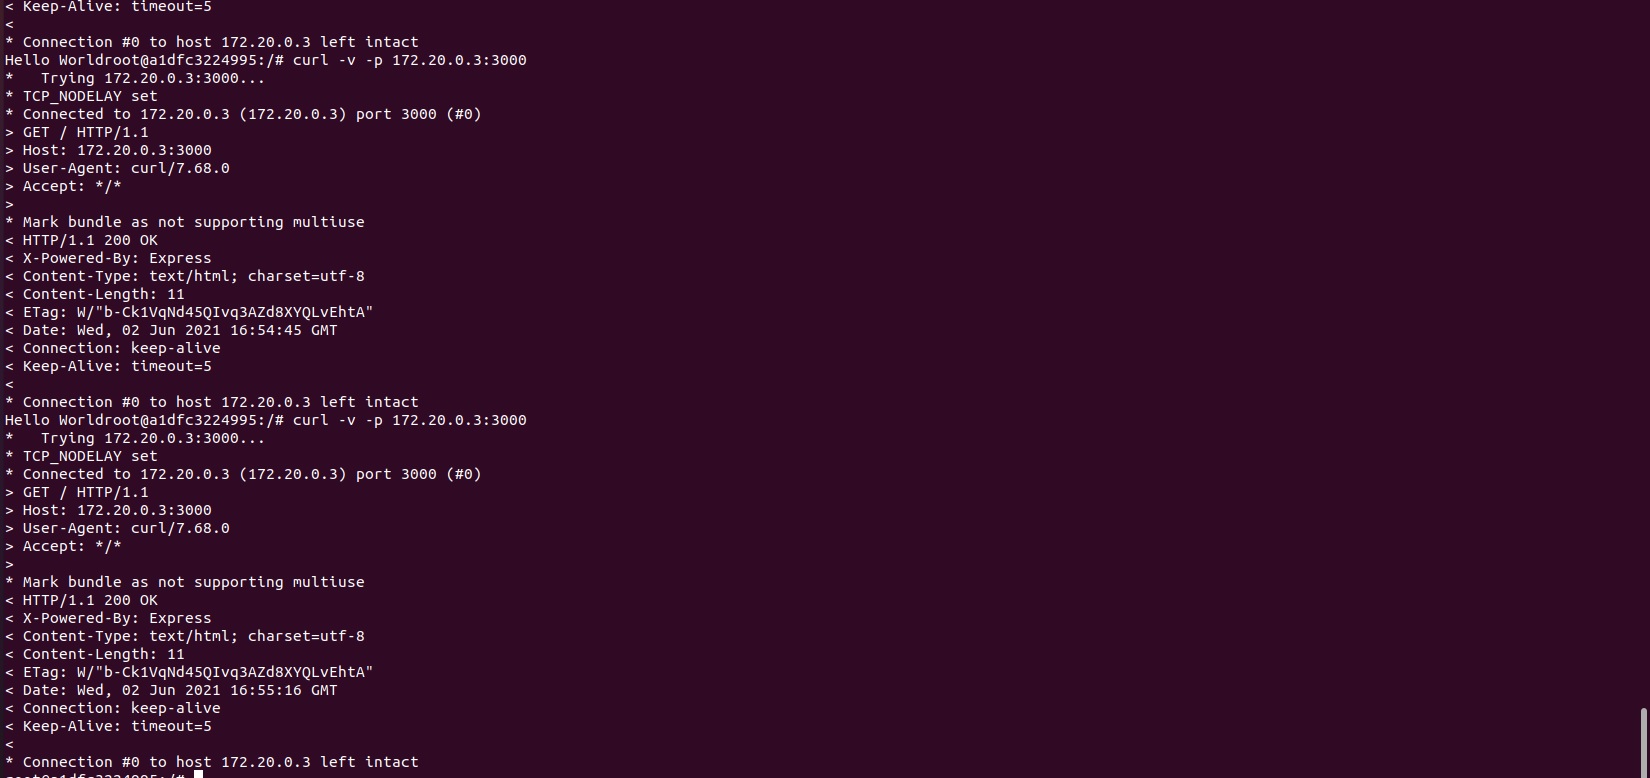 < Keep-Alive: timeout=5
<
* Connection #0 to host 172.20.0.3 left intact
Hello Worldroot@a1dfc3224995:/# curl -v -p 172.20.0.3:3000
*   Trying 172.20.0.3:3000...
* TCP_NODELAY set
* Connected to 172.20.0.3 (172.20.0.3) port 3000 (#0)
> GET / HTTP/1.1
> Host: 172.20.0.3:3000
> User-Agent: curl/7.68.0
> Accept: */*
>
* Mark bundle as not supporting multiuse
< HTTP/1.1 200 OK
< X-Powered-By: Express
< Content-Type: text/html; charset=utf-8
< Content-Length: 11
< ETag: W/"b-Ck1VqNd45QIvq3AZd8XYQLvEhtA"
< Date: Wed, 02 Jun 2021 16:54:45 GMT
< Connection: keep-alive
< Keep-Alive: timeout=5
<
* Connection #0 to host 172.20.0.3 left intact
Hello Worldroot@a1dfc3224995:/# curl -v -p 172.20.0.3:3000
*   Trying 172.20.0.3:3000...
* TCP_NODELAY set
* Connected to 172.20.0.3 (172.20.0.3) port 3000 (#0)
> GET / HTTP/1.1
> Host: 172.20.0.3:3000
> User-Agent: curl/7.68.0
> Accept: */*
>
* Mark bundle as not supporting multiuse
< HTTP/1.1 200 OK
< X-Powered-By: Express
< Content-Type: text/html; charset=utf-8
< Content-Length: 11
< ETag: W/"b-Ck1VqNd45QIvq3AZd8XYQLvEhtA"
< Date: Wed, 02 Jun 2021 16:55:16 GMT
< Connection: keep-alive
< Keep-Alive: timeout=5
<
* Connection #0 to host 172.20.0.3 left intact